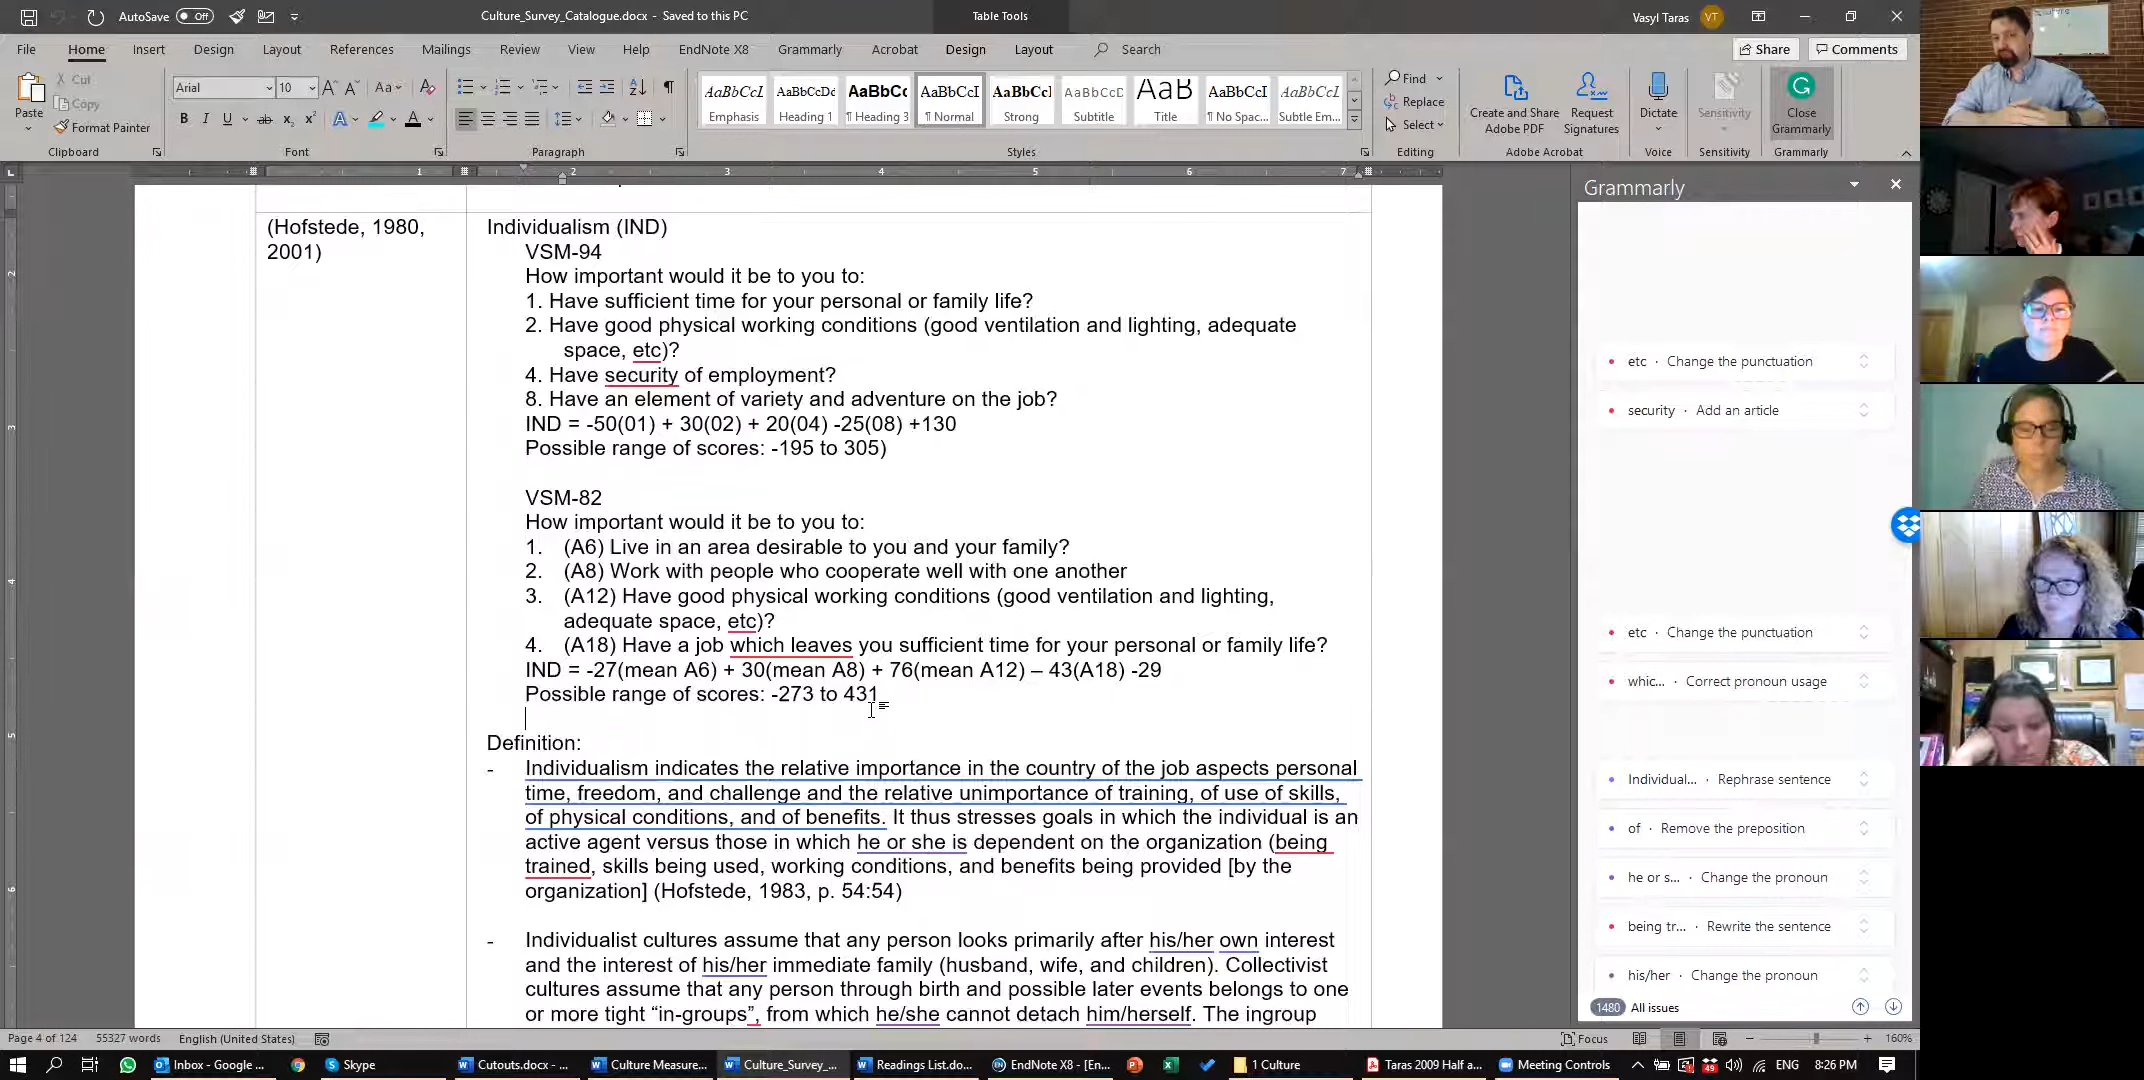 AutoSave Off
Culture_Survey_Catalogue.docx - Saved to this PC
Table Tools
Vasyl Taras VT
File Home Insert Design Layout References Mailings Review View Help EndNote X8 Grammarly Acrobat Design Layout Search
Share Comments
Paste
Cut
Copy
Format Painter
Clipboard
Arial 10
Font
Paragraph
AaBbCcI AaBbCcDd AaBbCc AaBbCcI AaBbCcI AaBbCcD AaB AaBbCcI AaBbCcI
Emphasis Heading 1 ¶ Heading 3 ¶ Normal Strong Subtitle Title ¶ No Spac... Subtle Em...
Styles
Find
Replace
Select
Editing
Create and Share Adobe PDF
Request Signatures
Adobe Acrobat
Dictate
Voice
Sensitivity
Sensitivity
Close Grammarly
Grammarly
1 2 3 4 5 6 7
(Hofstede, 1980,
2001)
Individualism (IND)
VSM-94
How important would it be to you to:
1. Have sufficient time for your personal or family life?
2. Have good physical working conditions (good ventilation and lighting, adequate
space, etc)?
4. Have security of employment?
8. Have an element of variety and adventure on the job?
IND = -50(01) + 30(02) + 20(04) -25(08) +130
Possible range of scores: -195 to 305)
VSM-82
How important would it be to you to:
1. (A6) Live in an area desirable to you and your family?
2. (A8) Work with people who cooperate well with one another
3. (A12) Have good physical working conditions (good ventilation and lighting,
adequate space, etc)?
4. (A18) Have a job which leaves you sufficient time for your personal or family life?
IND = -27(mean A6) + 30(mean A8) + 76(mean A12) – 43(A18) -29
Possible range of scores: -273 to 431
Definition:
- Individualism indicates the relative importance in the country of the job aspects personal
time, freedom, and challenge and the relative unimportance of training, of use of skills,
of physical conditions, and of benefits. It thus stresses goals in which the individual is an
active agent versus those in which he or she is dependent on the organization (being
trained, skills being used, working conditions, and benefits being provided [by the
organization] (Hofstede, 1983, p. 54:54)
- Individualist cultures assume that any person looks primarily after his/her own interest
and the interest of his/her immediate family (husband, wife, and children). Collectivist
cultures assume that any person through birth and possible later events belongs to one
or more tight “in-groups”, from which he/she cannot detach him/herself. The ingroup
Grammarly
etc · Change the punctuation
security · Add an article
etc · Change the punctuation
whic... · Correct pronoun usage
Individual... · Rephrase sentence
of · Remove the preposition
he or s... · Change the pronoun
being tr... · Rewrite the sentence
his/her · Change the pronoun
1480 All issues
Page 4 of 124 55327 words English (United States)
Focus 160%
Inbox - Google ... Skype Cutouts.docx - ... Culture Measure... Culture_Survey_... Readings List.do... EndNote X8 - [En... 1 Culture Taras 2009 Half a... Meeting Controls 49 ENG 8:26 PM